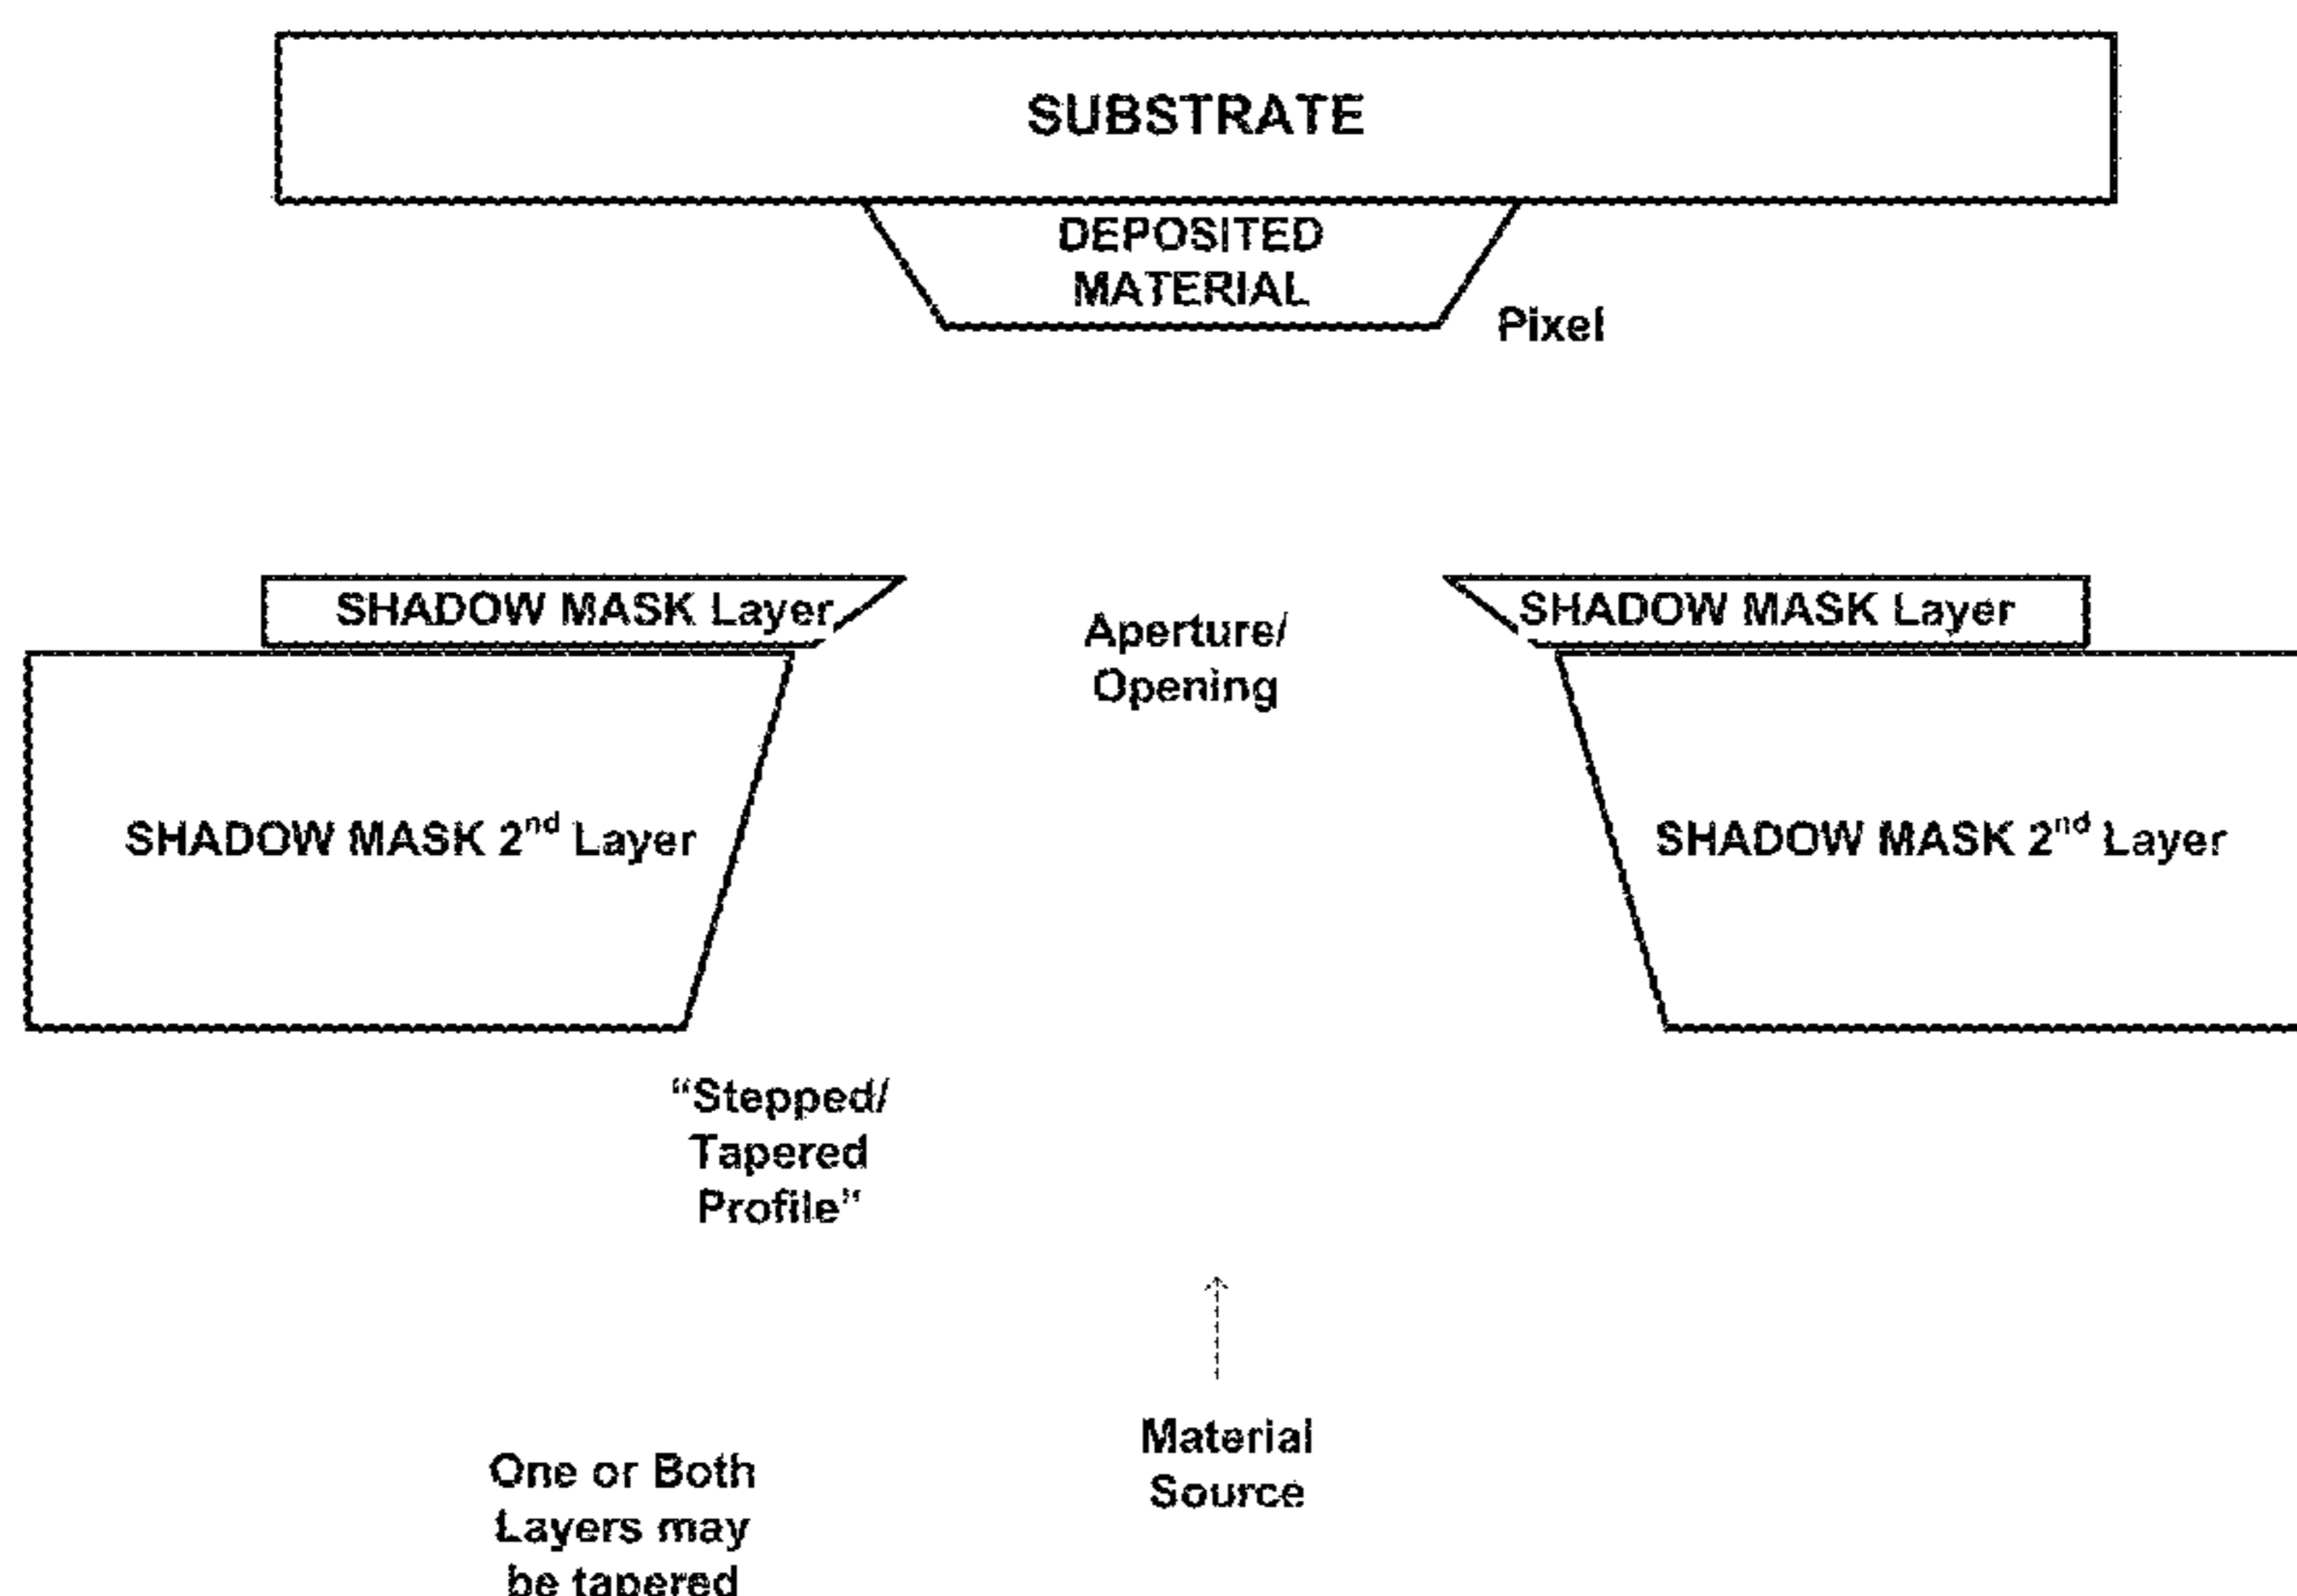 SUBSTRATE
DEPOSITED
MATERIAL
Pixel
SHADOW MASK Layer
SHADOW MASK Layer
Aperture/
Opening
SHADOW MASK 2nd Layer
SHADOW MASK 2nd Layer
“Stepped/
Tapered
Profile”
Material
Source
One or Both
Layers may
be tapered